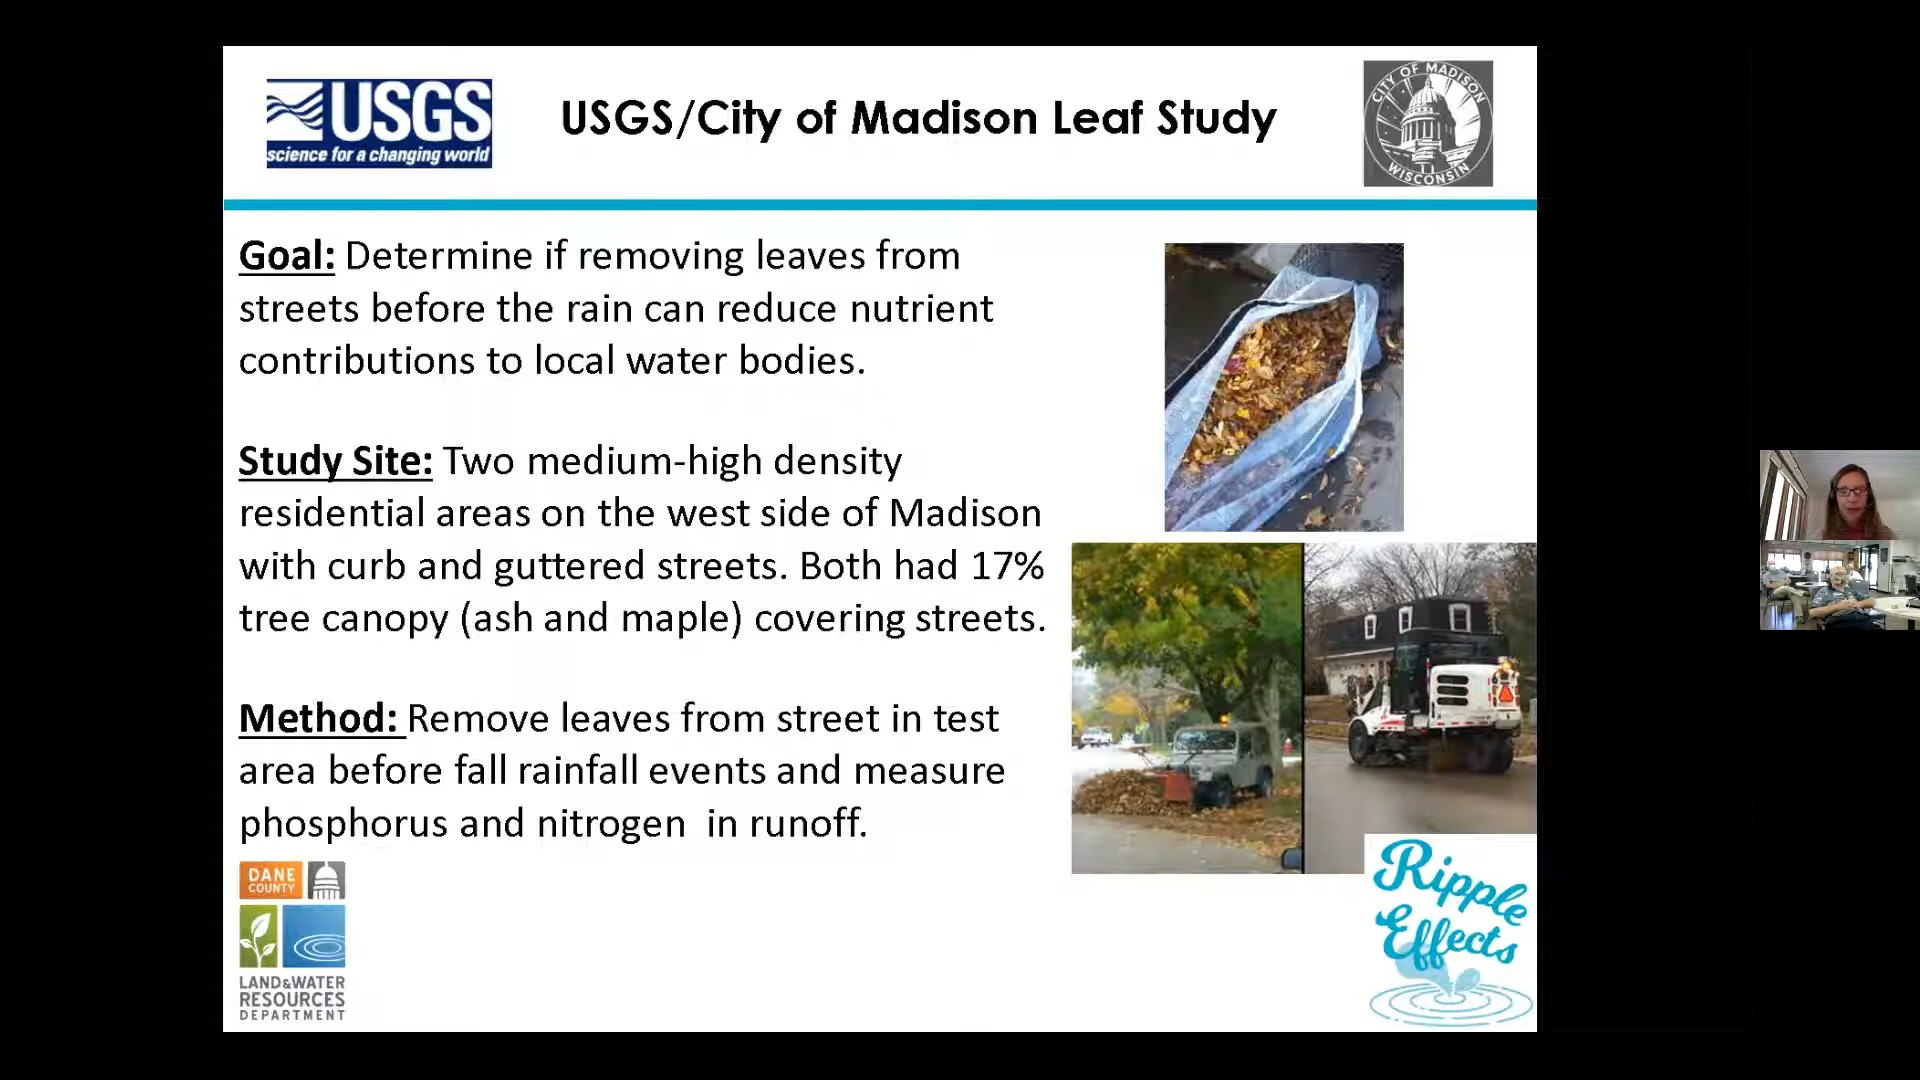 USGS
science for a changing world
USGS/City of Madison Leaf Study
CITY OF MADISON
WISCONSIN
Goal: Determine if removing leaves from
streets before the rain can reduce nutrient
contributions to local water bodies.
Study Site: Two medium-high density
residential areas on the west side of Madison
with curb and guttered streets. Both had 17%
tree canopy (ash and maple) covering streets.
Method: Remove leaves from street in test
area before fall rainfall events and measure
phosphorus and nitrogen  in runoff.
DANE
COUNTY
LAND&WATER
RESOURCES
DEPARTMENT
Ripple
Effects